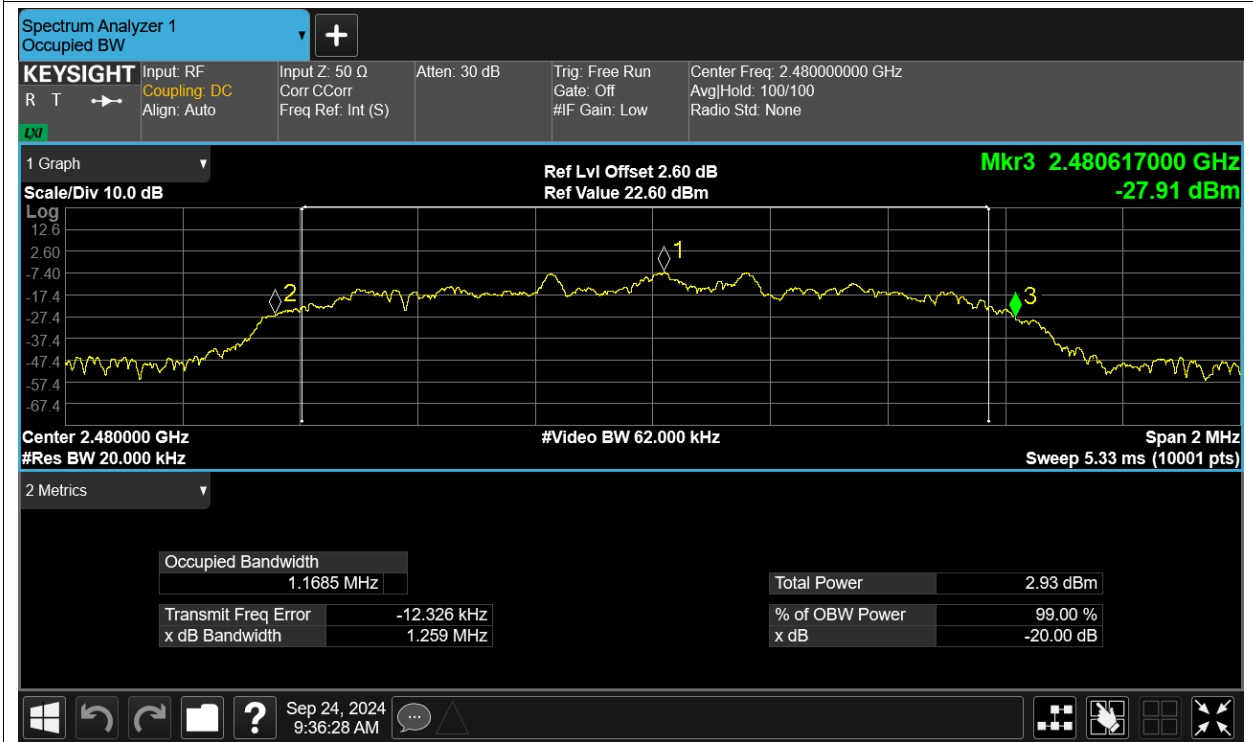 Spectrum Analyzer 1
Occupied BW
▼
+
KEYSIGHT
R T
LXI
Input: RF
Coupling: DC
Align: Auto
Input Z: 50 Ω
Corr CCorr
Freq Ref: Int (S)
Atten: 30 dB
Trig: Free Run
Gate: Off
#IF Gain: Low
Center Freq: 2.480000000 GHz
Avg|Hold: 100/100
Radio Std: None
1 Graph ▼
Scale/Div 10.0 dB
Ref Lvl Offset 2.60 dB
Ref Value 22.60 dBm
Mkr3 2.480617000 GHz
-27.91 dBm
Log
12.6
2.60
-7.40
-17.4
-27.4
-37.4
-47.4
-57.4
-67.4
1
2
3
Center 2.480000 GHz
#Res BW 20.000 kHz
#Video BW 62.000 kHz
Span 2 MHz
Sweep 5.33 ms (10001 pts)
2 Metrics ▼
Occupied Bandwidth
1.1685 MHz
Transmit Freq Error -12.326 kHz
x dB Bandwidth 1.259 MHz
Total Power 2.93 dBm
% of OBW Power 99.00 %
x dB -20.00 dB
?
Sep 24, 2024
9:36:28 AM